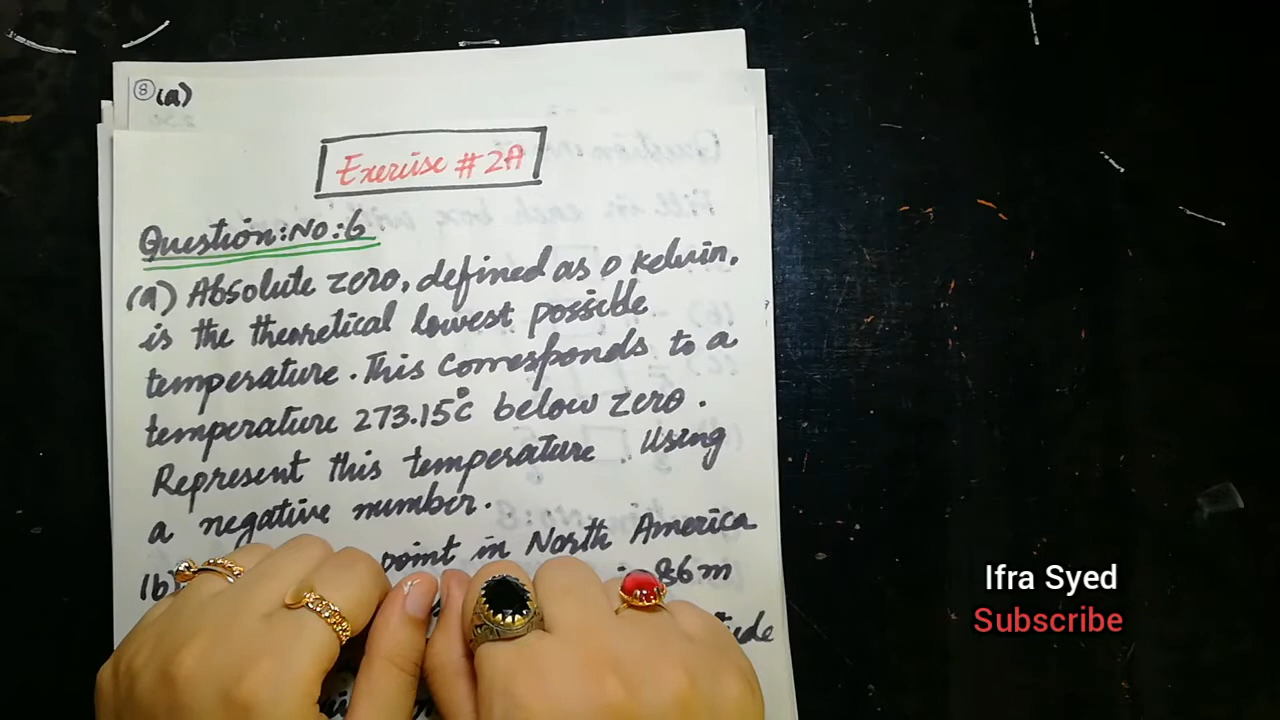 8 (a)
Exercise # 2A
Question:No:6
(a) Absolute zero, defined as 0 kelvin,
is the theoretical lowest possible
temperature. This corresponds to a
temperature 273.15°c below zero.
Represent this temperature Using
a negative number.
(b) point in North America
86m
Ifra Syed
Subscribe